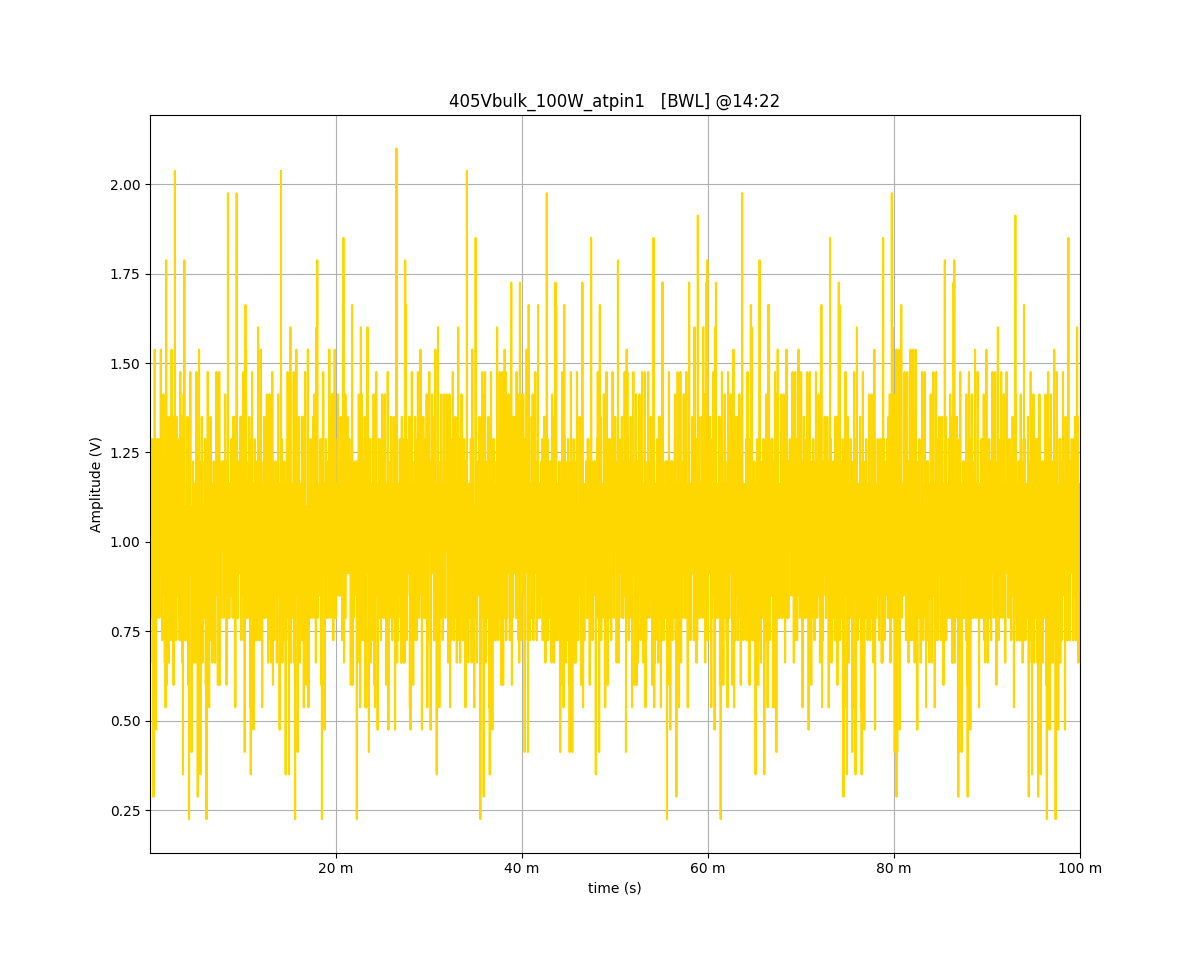 405Vbulk_100W_atpin1   [BWL] @14:22
Amplitude (V)
2.00
1.75
1.50
1.25
1.00
0.75
0.50
0.25
20 m
40 m
60 m
80 m
100 m
time (s)